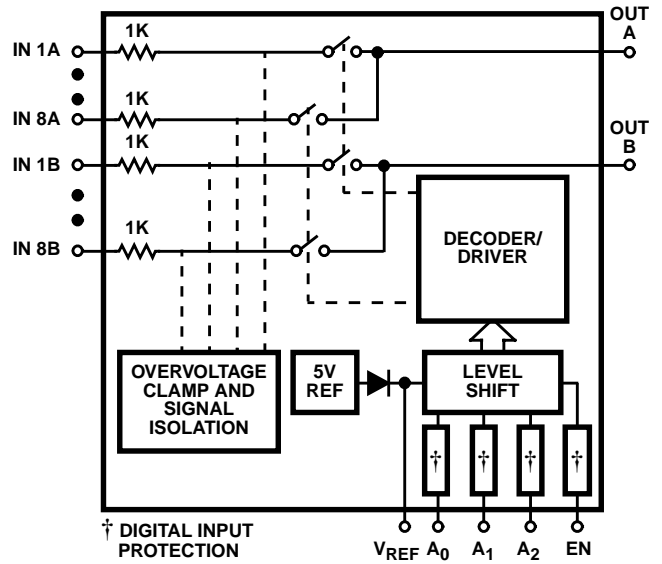 OUT
A
1K
IN 1A
1K
IN 8A
1K
OUT
B
IN 1B
1K
IN 8B
DECODER/
DRIVER
OVERVOLTAGE
CLAMP AND
SIGNAL
ISOLATION
5V
REF
LEVEL
SHIFT
† † † †
† DIGITAL INPUT
PROTECTION
VREF A0 A1 A2 EN